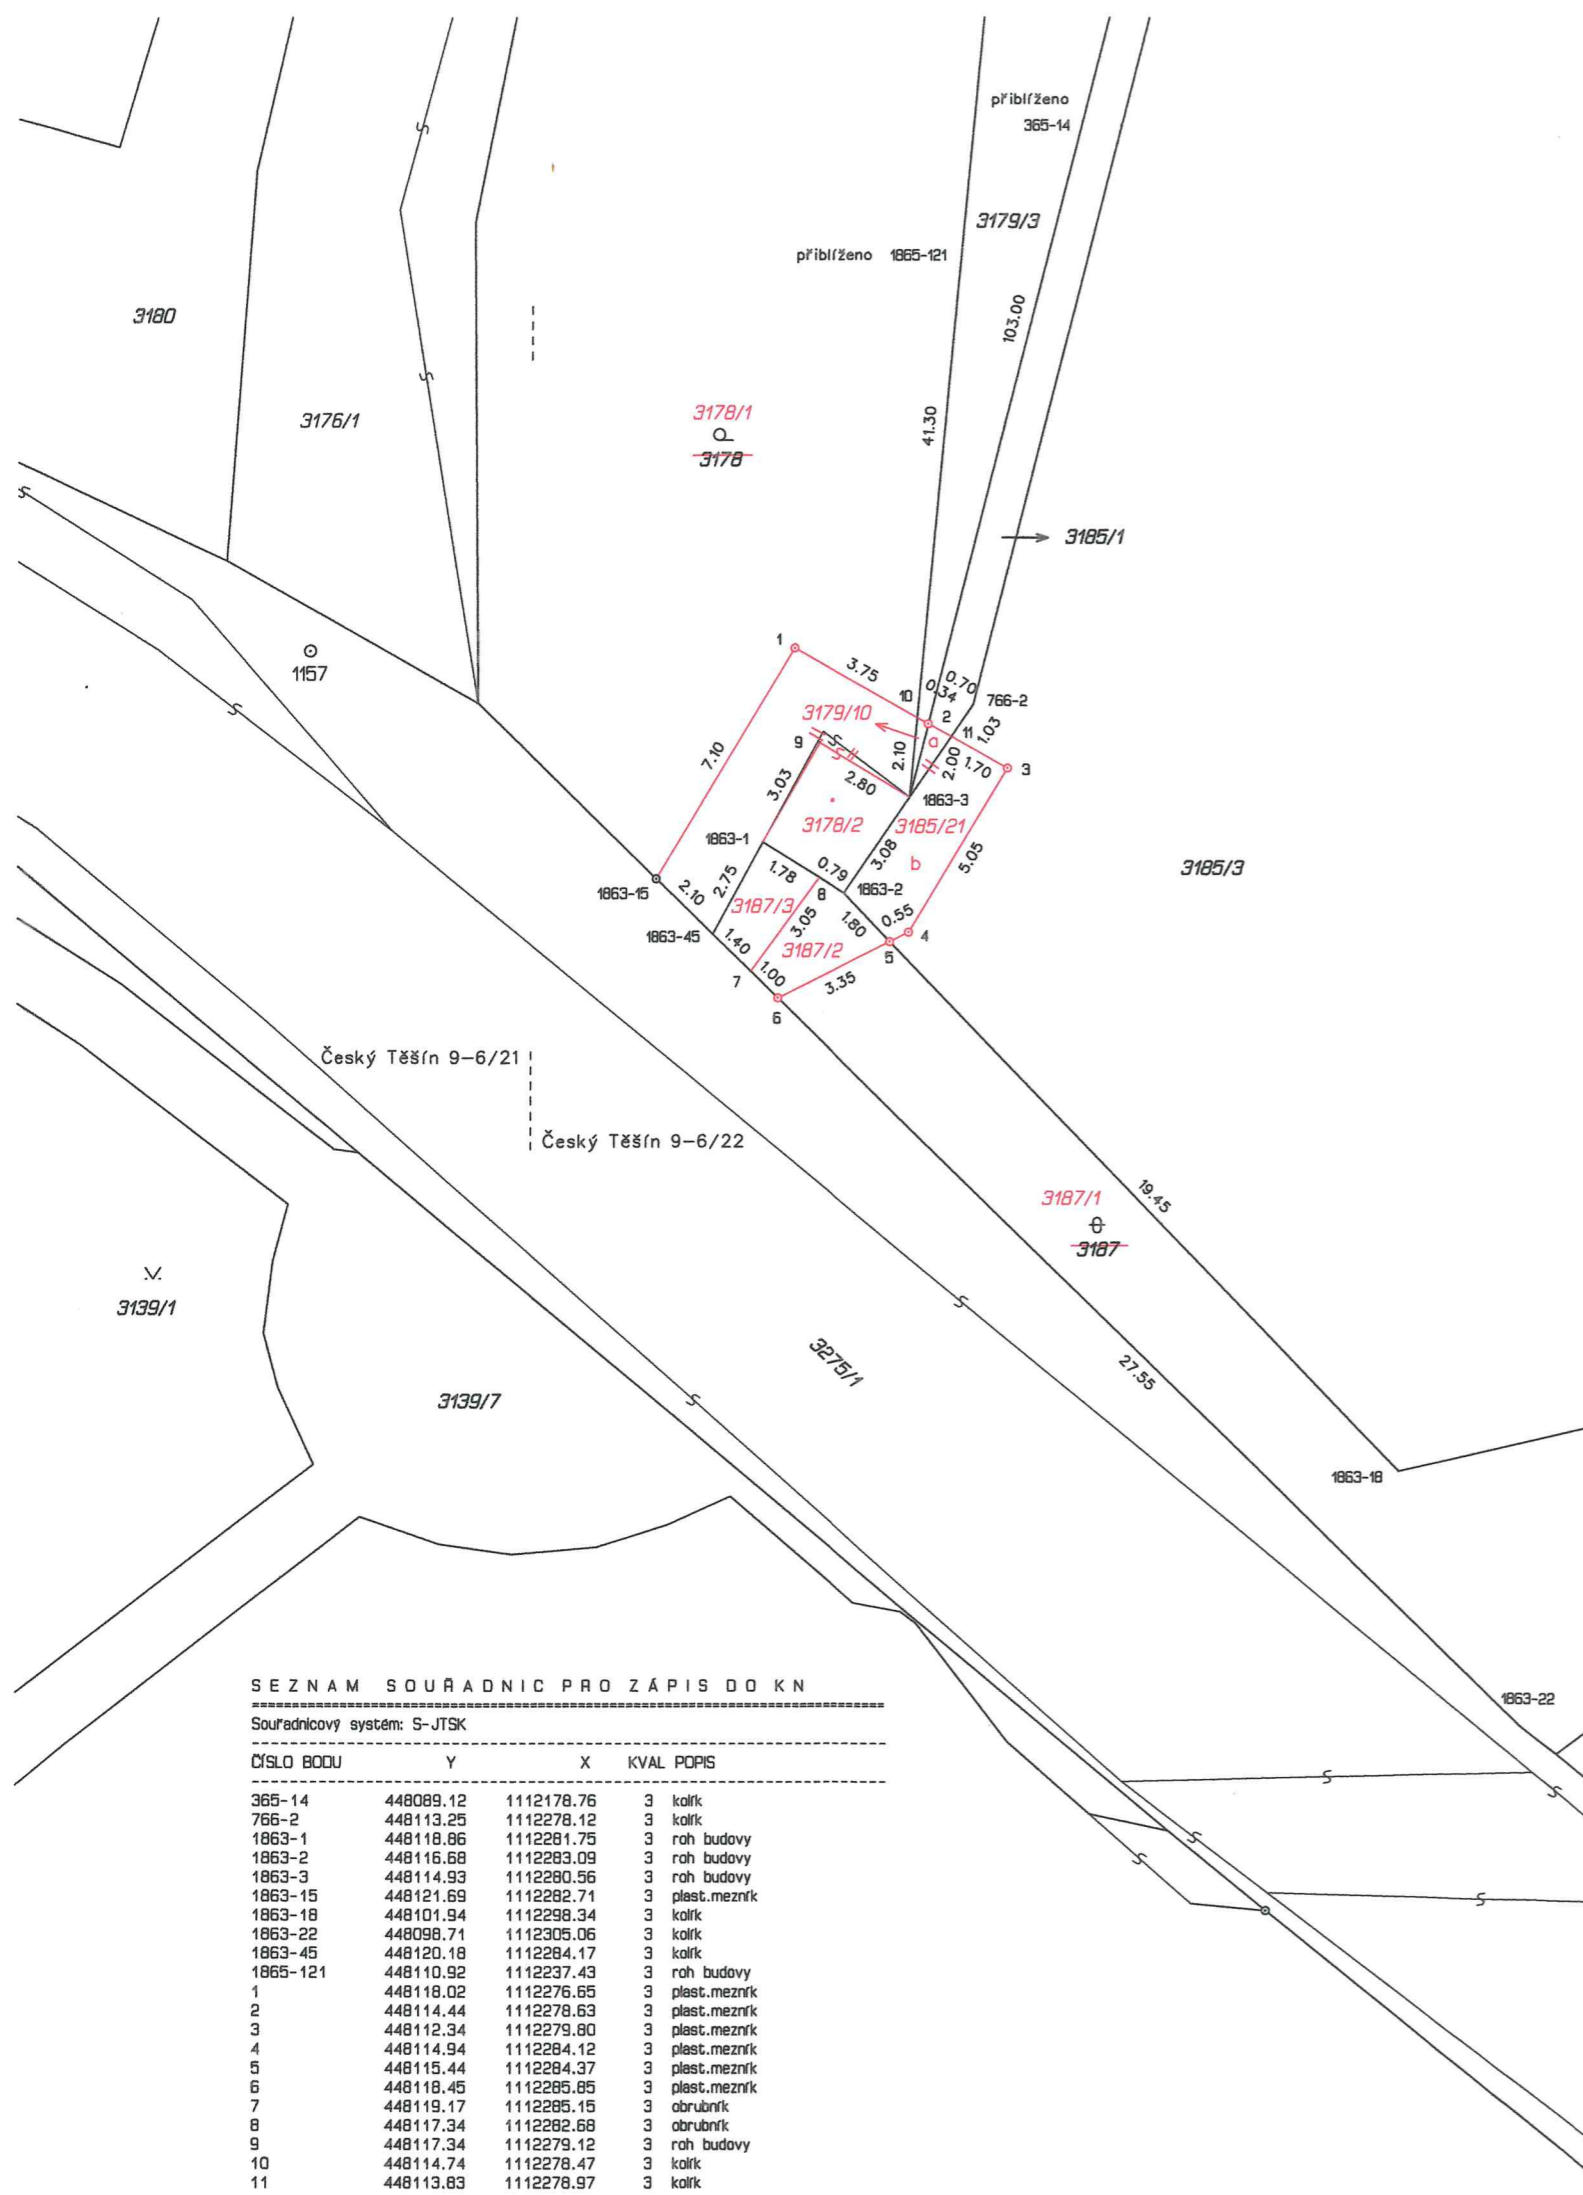 přiblíženo
365-14
3179/3
přiblíženo 1865-121
3180
103.00
3176/1
3178/1
3178
41.30
3185/1
1157
1
3.75
0.70
0.34
10
766-2
2
3179/10
a
11
1.03
9
2.10
2.00
1.70
3
7.10
3.03
2.80
1863-3
3178/2
3185/21
1863-1
3.08
b
5.05
3185/3
1.78
0.79
1863-15
2.10
2.75
8
1863-2
3187/3
3.05
1.80
0.55
1863-45
1.40
4
3187/2
5
7
1.00
3.35
6
Český Těšín 9-6/21
Český Těšín 9-6/22
3187/1
19.45
3187
3139/1
3275/1
27.55
3139/7
1863-18
1863-22
SEZNAM SOUŘADNIC PRO ZÁPIS DO KN
Souřadnicový systém: S-JTSK
ČÍSLO BODU Y X KVAL POPIS
365-14 448089.12 1112178.76 3 kolík
766-2 448113.25 1112278.12 3 kolík
1863-1 448118.86 1112281.75 3 roh budovy
1863-2 448116.68 1112283.09 3 roh budovy
1863-3 448114.93 1112280.56 3 roh budovy
1863-15 448121.69 1112282.71 3 plast.mezník
1863-18 448101.94 1112298.34 3 kolík
1863-22 448098.71 1112305.06 3 kolík
1863-45 448120.18 1112284.17 3 kolík
1865-121 448110.92 1112237.43 3 roh budovy
1 448118.02 1112276.65 3 plast.mezník
2 448114.44 1112278.63 3 plast.mezník
3 448112.34 1112279.80 3 plast.mezník
4 448114.94 1112284.12 3 plast.mezník
5 448115.44 1112284.37 3 plast.mezník
6 448118.45 1112285.85 3 plast.mezník
7 448119.17 1112285.15 3 obrubník
8 448117.34 1112282.68 3 obrubník
9 448117.34 1112279.12 3 roh budovy
10 448114.74 1112278.47 3 kolík
11 448113.83 1112278.97 3 kolík